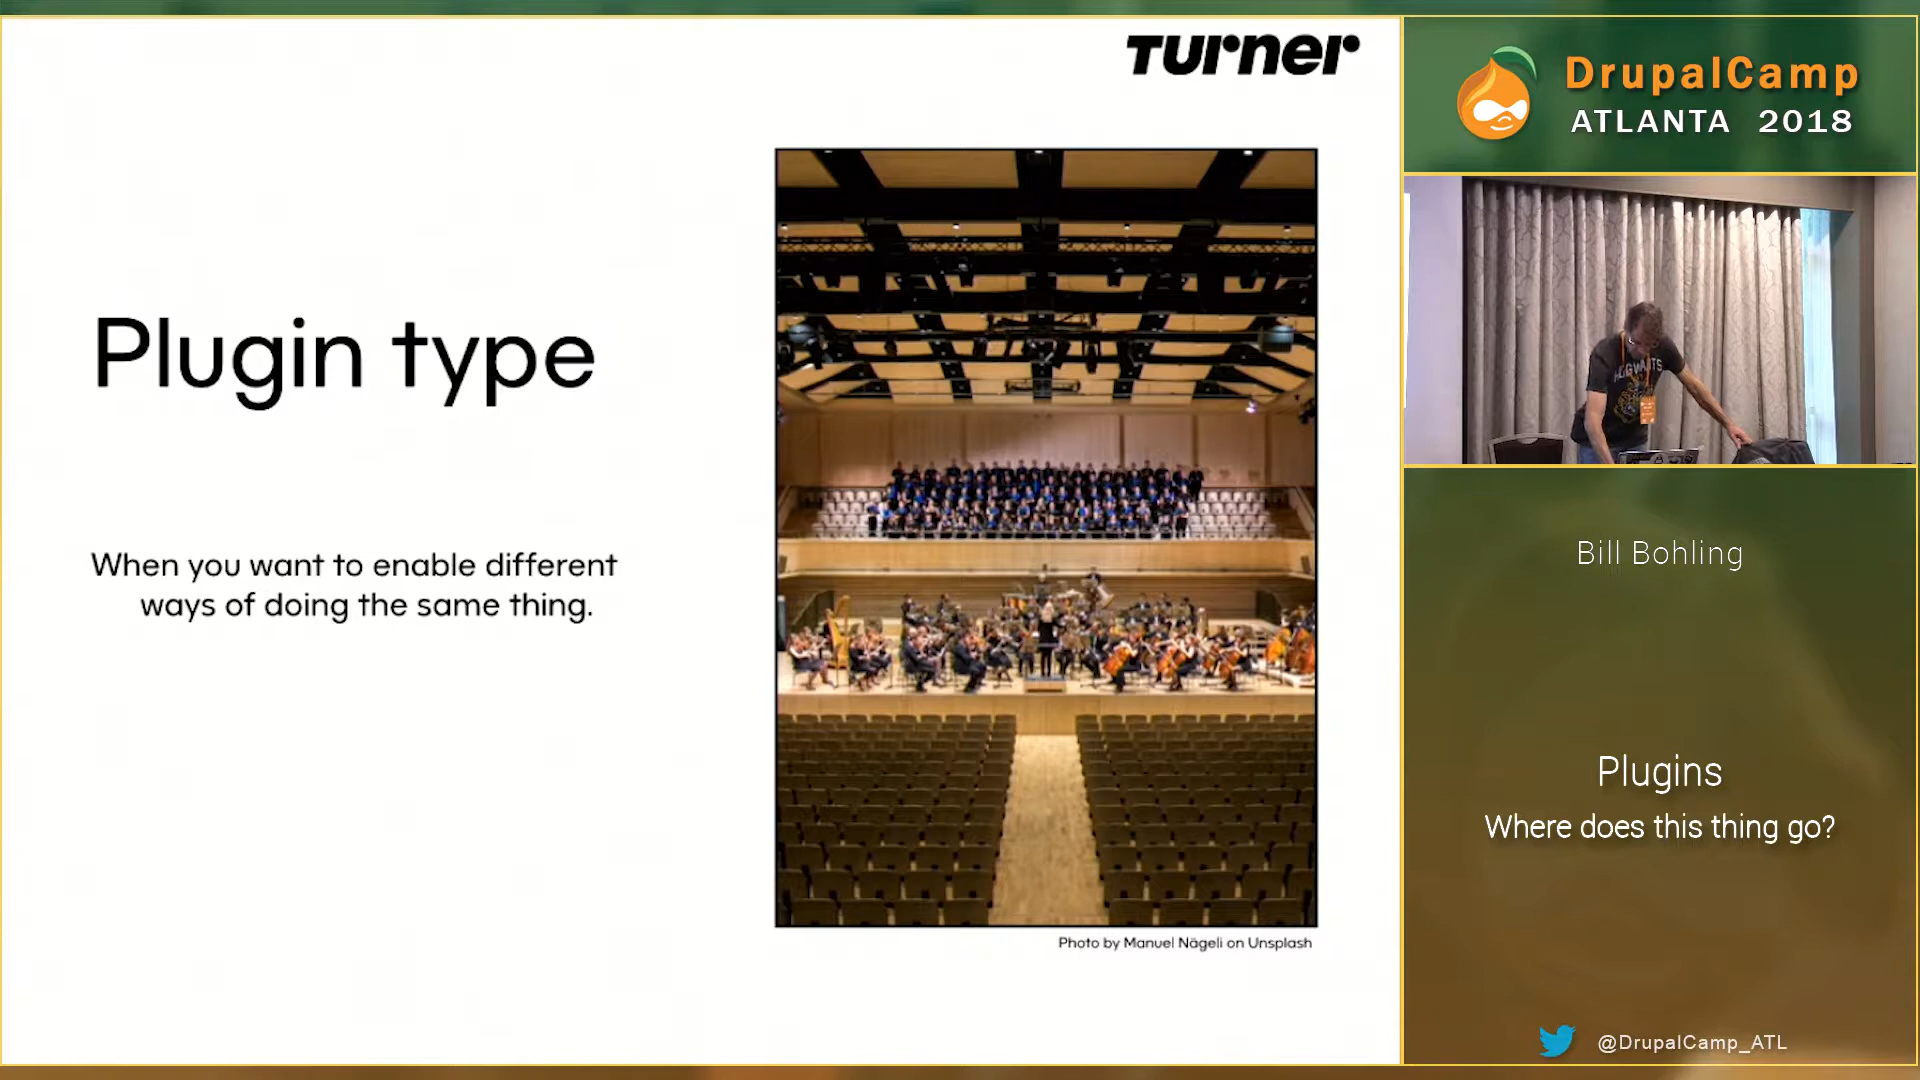 Turner
Plugin type
When you want to enable different
ways of doing the same thing.
Photo by Manuel Nägeli on Unsplash
DrupalCamp
ATLANTA 2018
HOGWARTS
Bill Bohling
Plugins
Where does this thing go?
@DrupalCamp_ATL